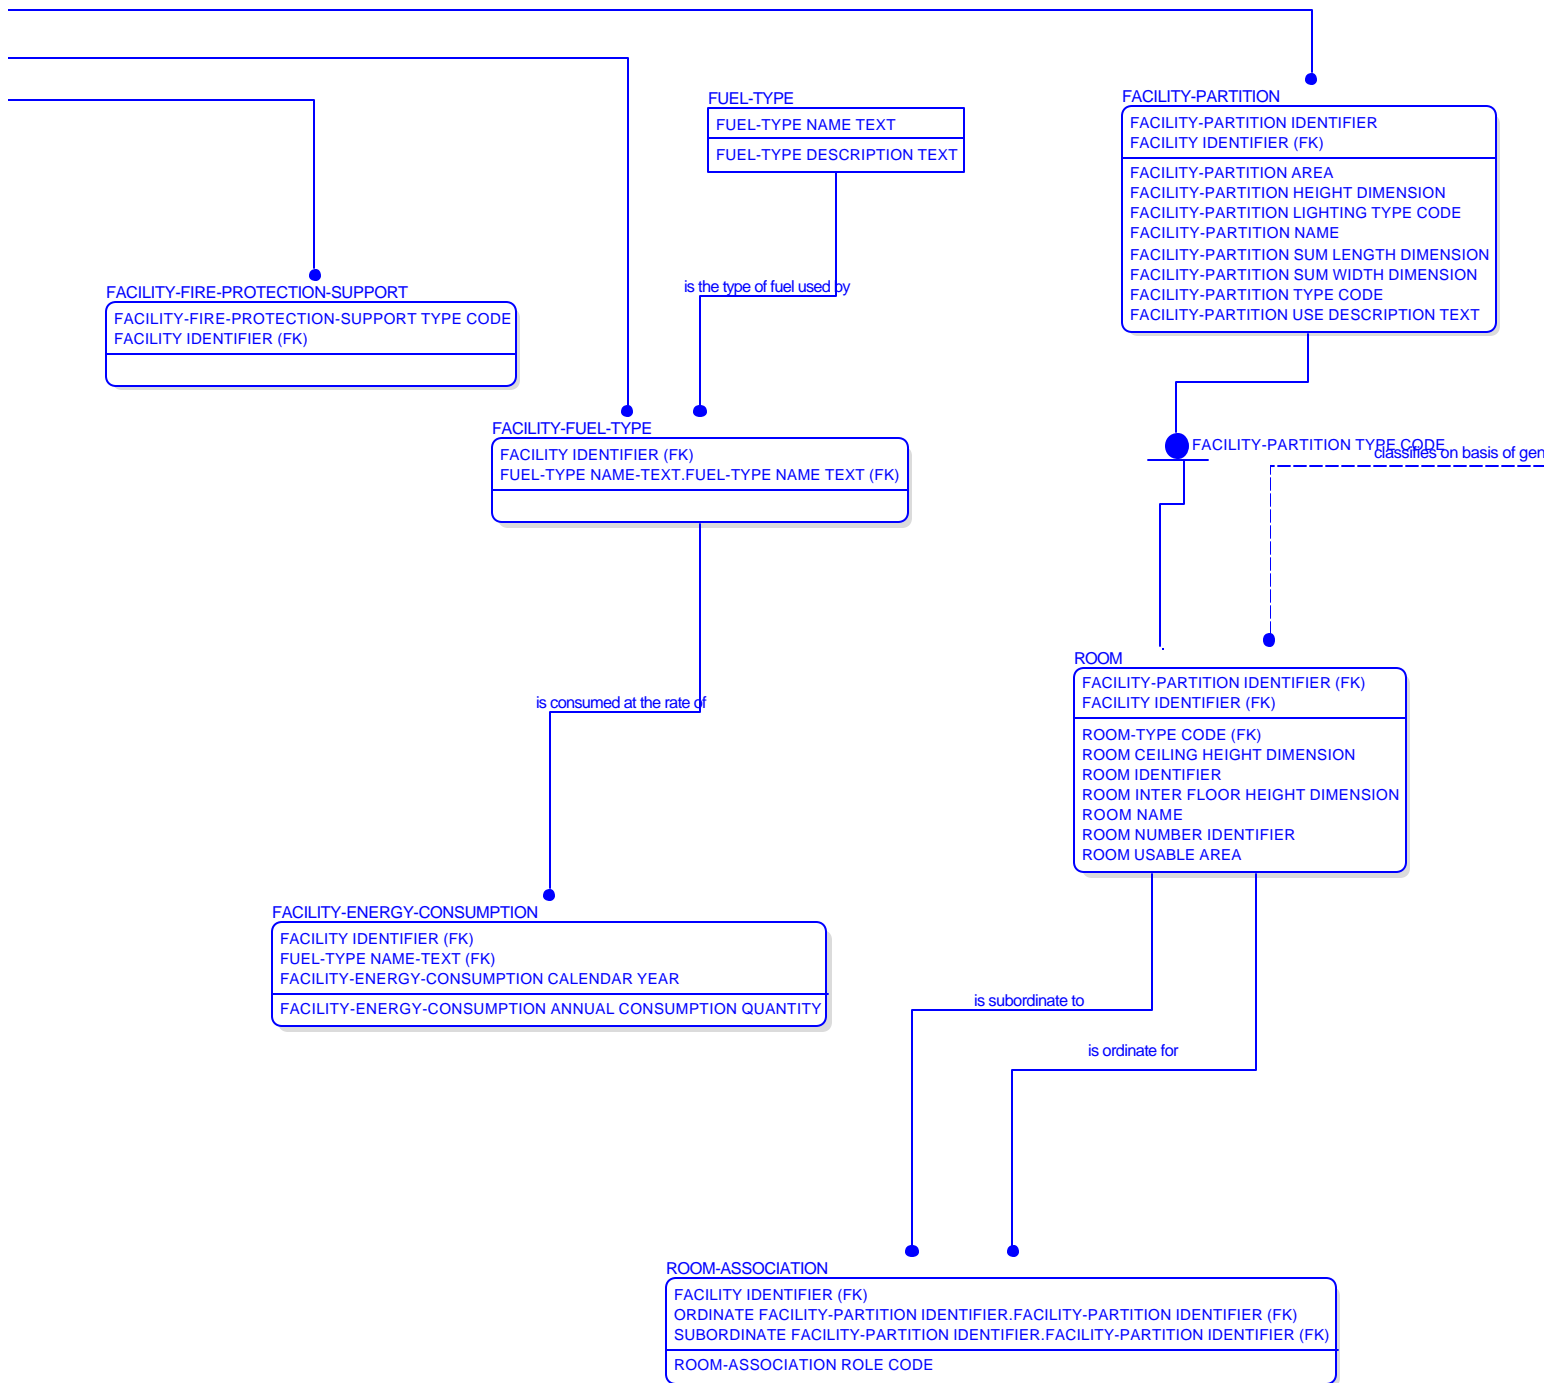 FUEL-TYPE
FUEL-TYPE NAME TEXT
FUEL-TYPE DESCRIPTION TEXT
is the type of fuel used by
FACILITY-PARTITION
FACILITY-PARTITION IDENTIFIER
FACILITY IDENTIFIER (FK)
FACILITY-PARTITION AREA
FACILITY-PARTITION HEIGHT DIMENSION
FACILITY-PARTITION LIGHTING TYPE CODE
FACILITY-PARTITION NAME
FACILITY-PARTITION SUM LENGTH DIMENSION
FACILITY-PARTITION SUM WIDTH DIMENSION
FACILITY-PARTITION TYPE CODE
FACILITY-PARTITION USE DESCRIPTION TEXT
FACILITY-FIRE-PROTECTION-SUPPORT
FACILITY-FIRE-PROTECTION-SUPPORT TYPE CODE
FACILITY IDENTIFIER (FK)
FACILITY-FUEL-TYPE
FACILITY IDENTIFIER (FK)
FUEL-TYPE NAME-TEXT.FUEL-TYPE NAME TEXT (FK)
FACILITY-PARTITION TYPE CODE
classifies on basis of gen
is consumed at the rate of
ROOM
FACILITY-PARTITION IDENTIFIER (FK)
FACILITY IDENTIFIER (FK)
ROOM-TYPE CODE (FK)
ROOM CEILING HEIGHT DIMENSION
ROOM IDENTIFIER
ROOM INTER FLOOR HEIGHT DIMENSION
ROOM NAME
ROOM NUMBER IDENTIFIER
ROOM USABLE AREA
FACILITY-ENERGY-CONSUMPTION
FACILITY IDENTIFIER (FK)
FUEL-TYPE NAME-TEXT (FK)
FACILITY-ENERGY-CONSUMPTION CALENDAR YEAR
FACILITY-ENERGY-CONSUMPTION ANNUAL CONSUMPTION QUANTITY
is subordinate to
is ordinate for
ROOM-ASSOCIATION
FACILITY IDENTIFIER (FK)
ORDINATE FACILITY-PARTITION IDENTIFIER.FACILITY-PARTITION IDENTIFIER (FK)
SUBORDINATE FACILITY-PARTITION IDENTIFIER.FACILITY-PARTITION IDENTIFIER (FK)
ROOM-ASSOCIATION ROLE CODE